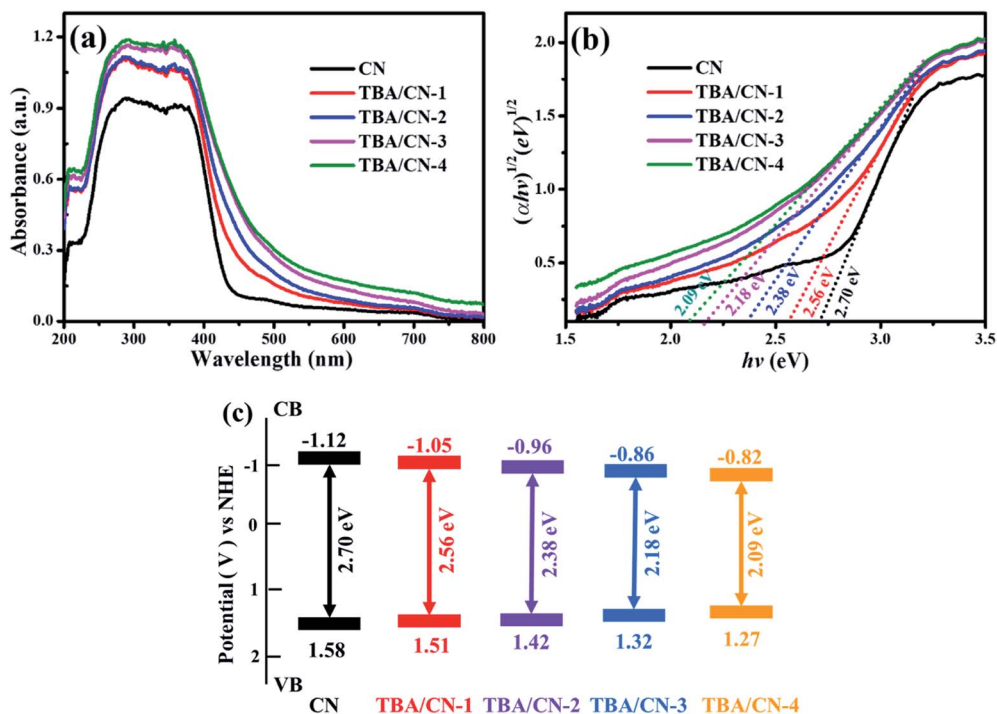 (a)
CN
TBA/CN-1
TBA/CN-2
TBA/CN-3
TBA/CN-4
Absorbance (a.u.)
1.2
0.9
0.6
0.3
0.0
200 300 400 500 600 700 800
Wavelength (nm)
(b)
CN
TBA/CN-1
TBA/CN-2
TBA/CN-3
TBA/CN-4
(αhν)^1/2 (eV)^1/2
2.0
1.5
1.0
0.5
2.09 eV
2.18 eV
2.38 eV
2.56 eV
2.70 eV
1.5 2.0 2.5 3.0 3.5
hν (eV)
(c)
CB
Potential ( V ) vs NHE
-1
0
1
2
VB
-1.12 -1.05 -0.96 -0.86 -0.82
2.70 eV
2.56 eV
2.38 eV
2.18 eV
2.09 eV
1.58 1.51 1.42 1.32 1.27
CN TBA/CN-1 TBA/CN-2 TBA/CN-3 TBA/CN-4